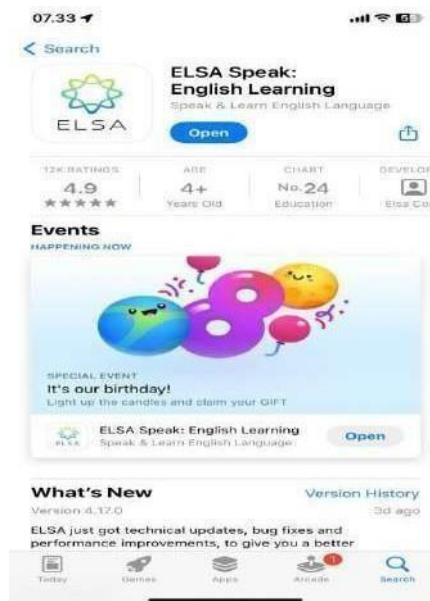 07.33
Search
ELSA
ELSA Speak:
English Learning
Speak & Learn English Language
Open
12K RATINGS
4.9
AGE
4+
Years Old
CHART
No.24
Education
DEVELOP
Elsa Co
Events
HAPPENING NOW
8
SPECIAL EVENT
It's our birthday!
Light up the candles and claim your GIFT
ELSA
ELSA Speak: English Learning
Speak & Learn English Language
Open
What's New
Version History
Version 4.17.0
3d ago
ELSA just got technical updates, bug fixes and
performance improvements, to give you a better
Today
Games
Apps
Arcade
1
Search